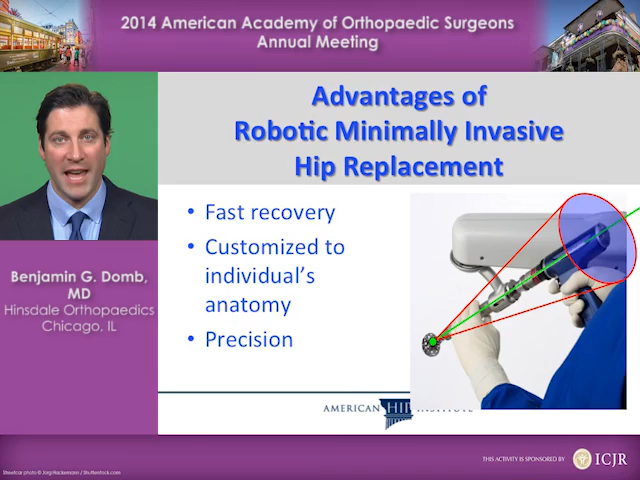 2014 American Academy of Orthopaedic Surgeons
Annual Meeting
Advantages of
Robotic Minimally Invasive
Hip Replacement
• Fast recovery
• Customized to
individual's
anatomy
• Precision
Benjamin G. Domb,
MD
Hinsdale Orthopaedics
Chicago, IL
AMERICAN HIP INSTITUTE
THIS ACTIVITY IS SPONSORED BY
ICJR
Streetcar photo © Jorg Hackemann / Shutterstock.com